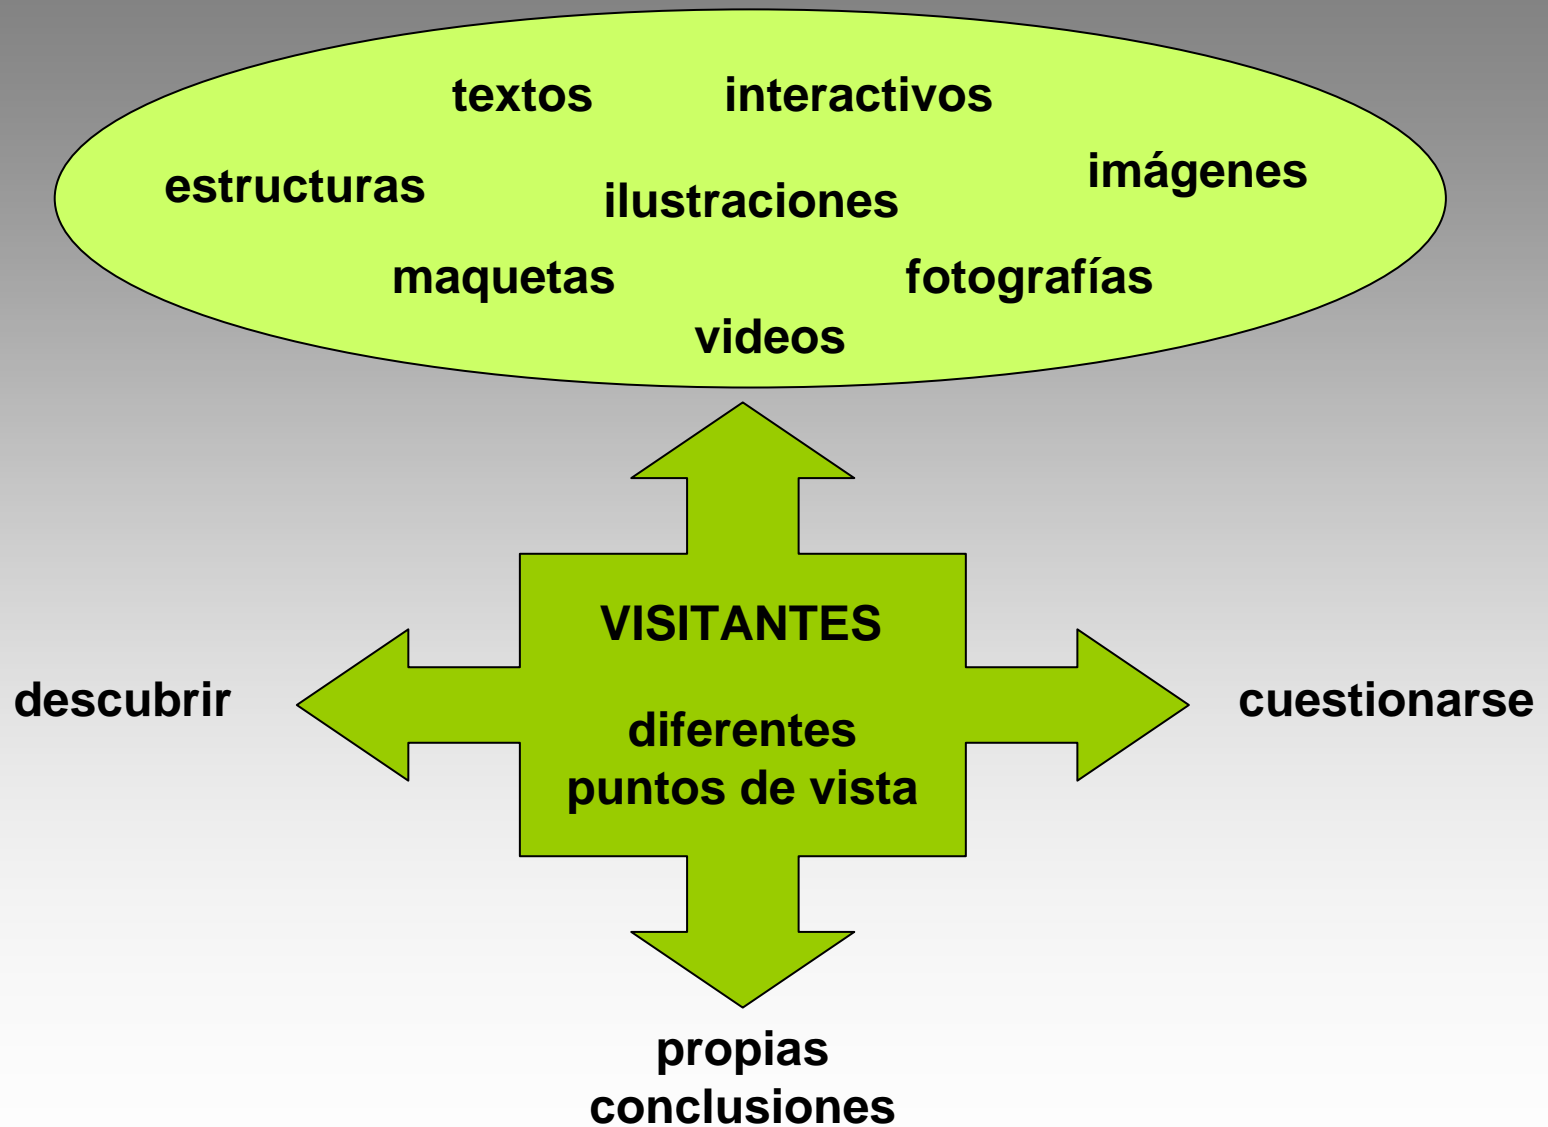 textos interactivos
estructuras ilustraciones imágenes
maquetas fotografías
videos
VISITANTES
diferentes
puntos de vista
descubrir
cuestionarse
propias
conclusiones